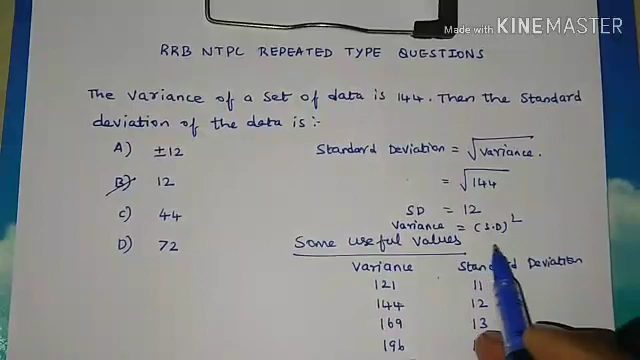 Made with KINEMASTER
RRB NTPC REPEATED TYPE QUESTIONS
The variance of a set of data is 144. Then the standard
deviation of the data is :-
A) ±12
B) 12
C) 44
D) 72
Standard Deviation = √variance.
= √144
SD = 12
Variance = (S.D)²
Some useful values
Variance Standard Deviation
121 11
144 12
169 13
196